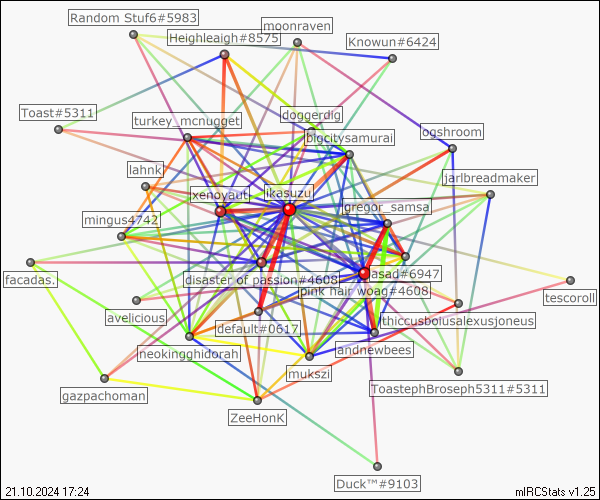 Random Stuf6#5983
moonraven
Heighleaigh#8575
Knowun#6424
Toast#5311
turkey_mcnugget
doggerdig
bigcitysamurai
ogshroom
lahnk
xenoyaut
ikasuzu
jarlbreadmaker
mingus4742
gregor_samsa
facadas.
disaster of passion#4608
asad#6947
pink hair woag#4608
tescoroll
avelicious
default#0617
lthiccusboiusalexusjoneus
neokingghidorah
andnewbees
mukszi
ToastephBroseph5311#5311
gazpachoman
ZeeHonK
Duck™#9103
21.10.2024 17:24
mIRCStats v1.25